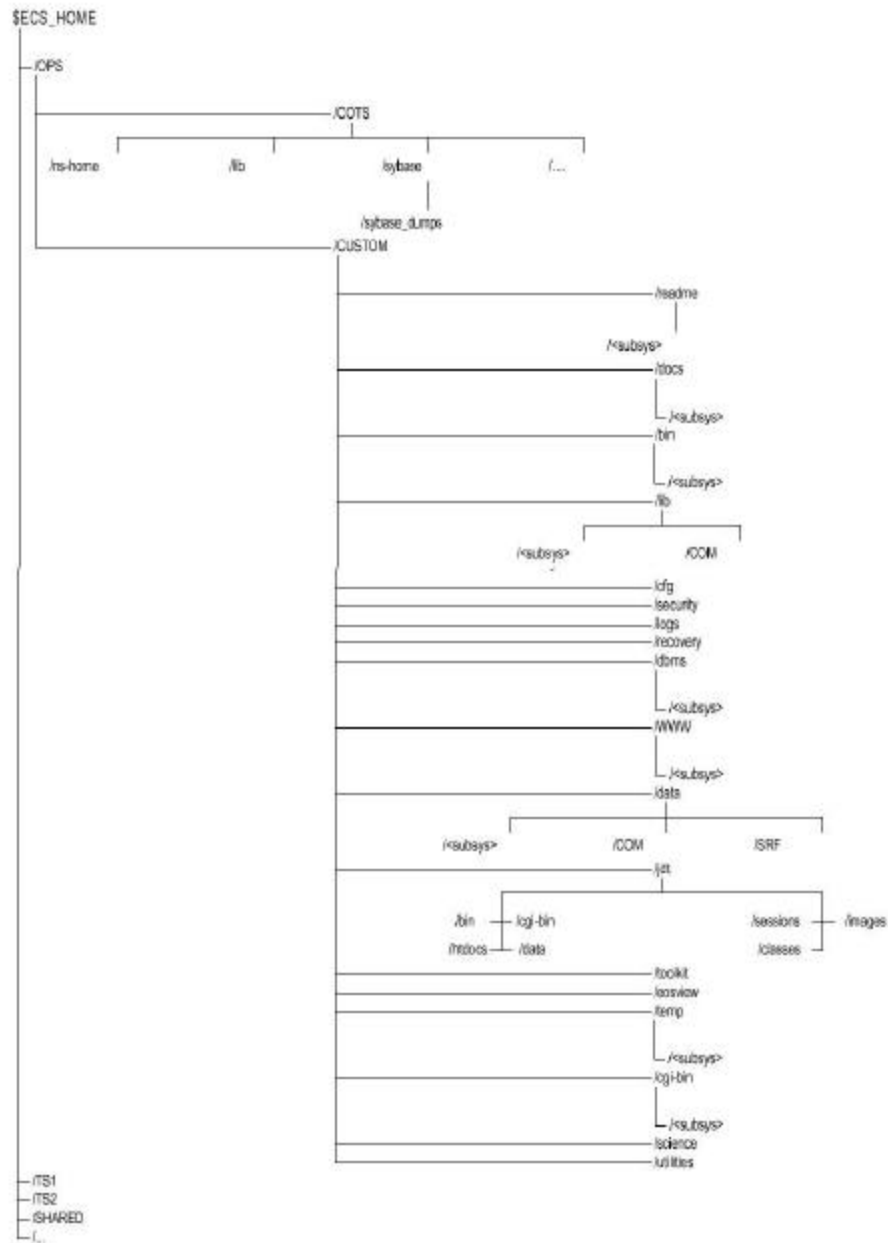 $ECS_HOME
/OPS
/COTS
/ns-home /lib /sybase /....
/sybase_dumps
/CUSTOM
/readme
/<subsys>
/docs
/<subsys>
/bin
/<subsys>
/lib
/<subsys> /COM
/cfg
/security
/logs
/recovery
/dbms
/<subsys>
/WWW
/<subsys>
/data
/<subsys> /COM /SRF
/jdt
/bin /cgi-bin /sessions /images
/htdocs /data /classes
/toolkit
/eosview
/temp
/<subsys>
/cgi-bin
/<subsys>
/science
/utilities
/TS1
/TS2
/SHARED
/...